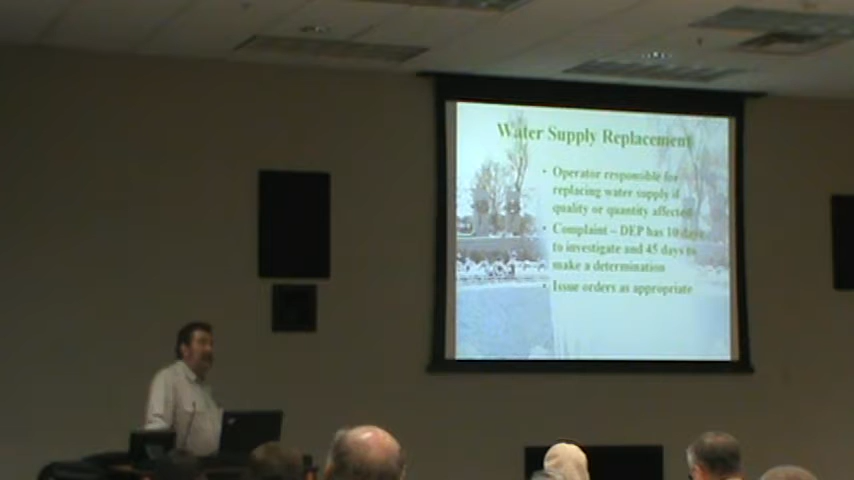 Water Supply Replacement
• Operator responsible for
replacing water supply if
quality or quantity affected
• Complaint – DEP has 10 days
to investigate and 45 days to
make a determination
• Issue orders as appropriate